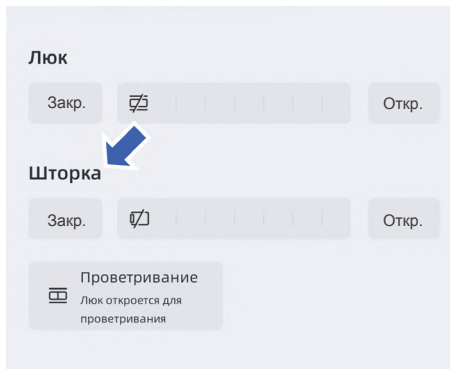 Люк
Закр. Откр.
Шторка
Закр. Откр.
Проветривание
Люк откроется для
проветривания